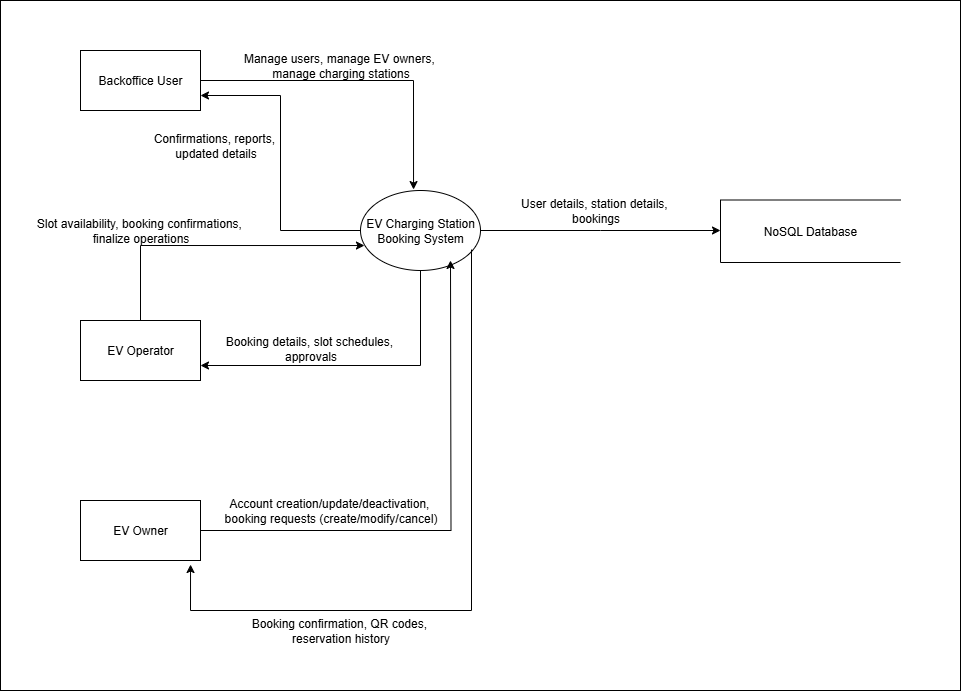 Manage users, manage EV owners,
manage charging stations
Backoffice User
Confirmations, reports,
updated details
Slot availability, booking confirmations,
finalize operations
EV Charging Station
Booking System
User details, station details,
bookings
NoSQL Database
EV Operator
Booking details, slot schedules,
approvals
Account creation/update/deactivation,
booking requests (create/modify/cancel)
EV Owner
Booking confirmation, QR codes,
reservation history